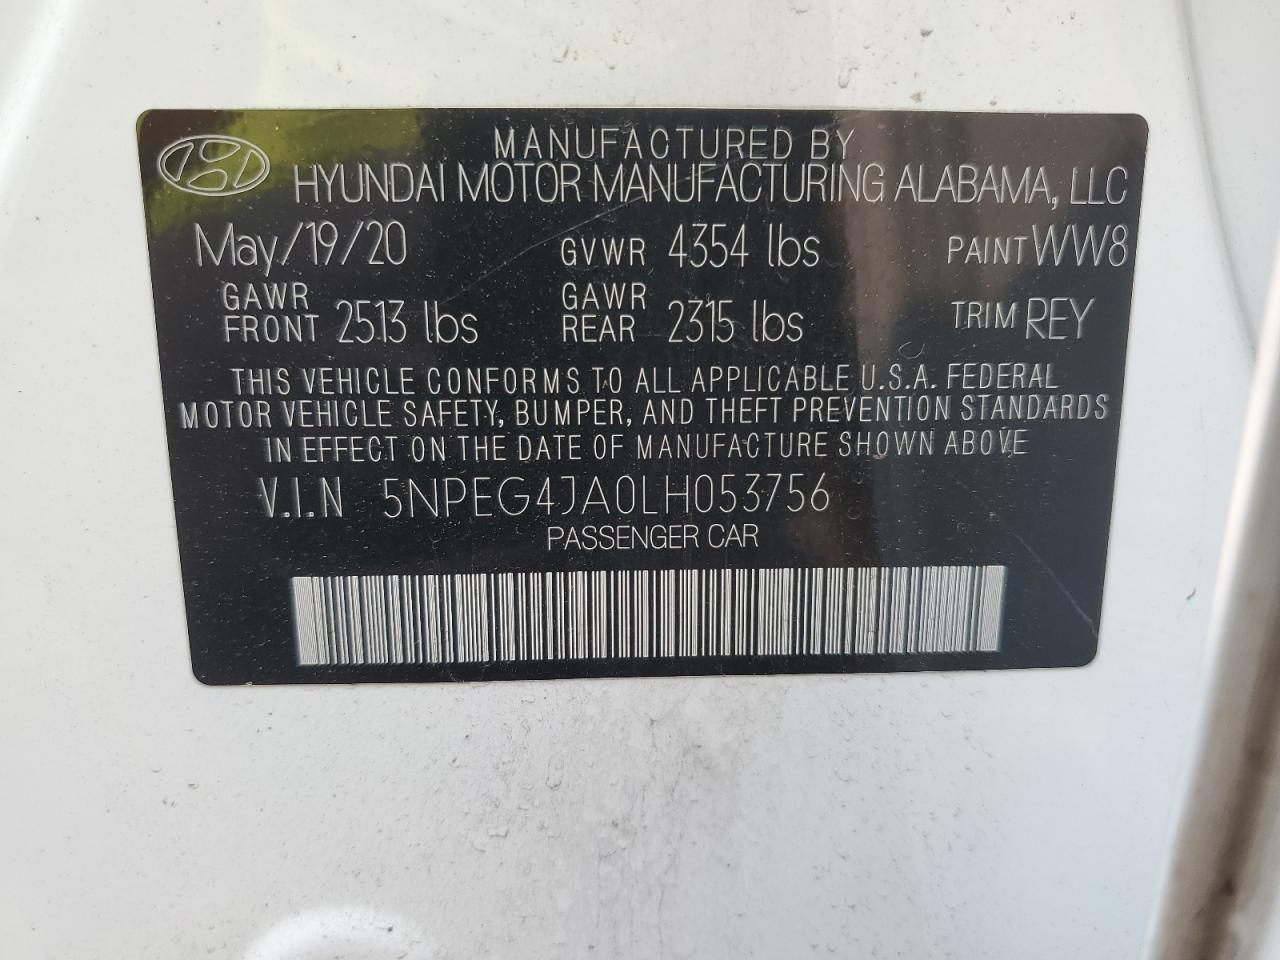 MANUFACTURED BY
HYUNDAI MOTOR MANUFACTURING ALABAMA, LLC
May/19/20 GVWR 4354 lbs PAINT WW8
GAWR FRONT 2513 lbs GAWR REAR 2315 lbs TRIM REY
THIS VEHICLE CONFORMS TO ALL APPLICABLE U.S.A. FEDERAL
MOTOR VEHICLE SAFETY, BUMPER, AND THEFT PREVENTION STANDARDS
IN EFFECT ON THE DATE OF MANUFACTURE SHOWN ABOVE
V.I.N 5NPEG4JA0LH053756
PASSENGER CAR